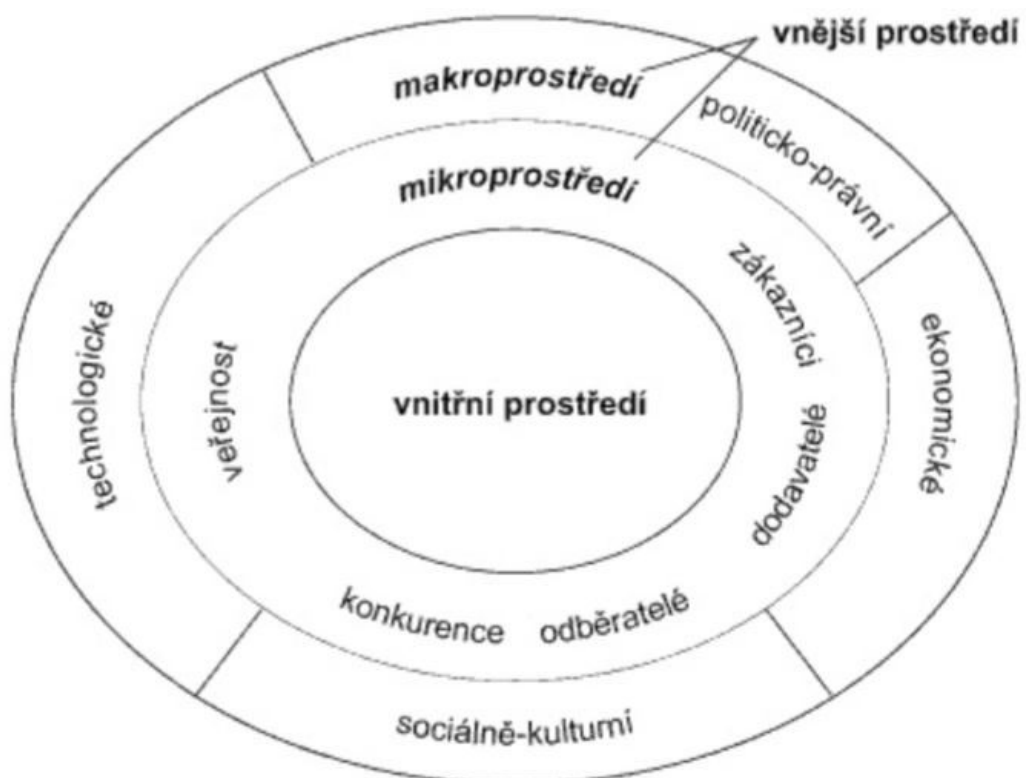 vnější prostředí
makroprostředí
politicko-právní
mikroprostředí
zákazníci
ekonomické
technologické
veřejnost
vnitřní prostředí
dodavatelé
konkurence
odběratelé
sociálně-kulturní